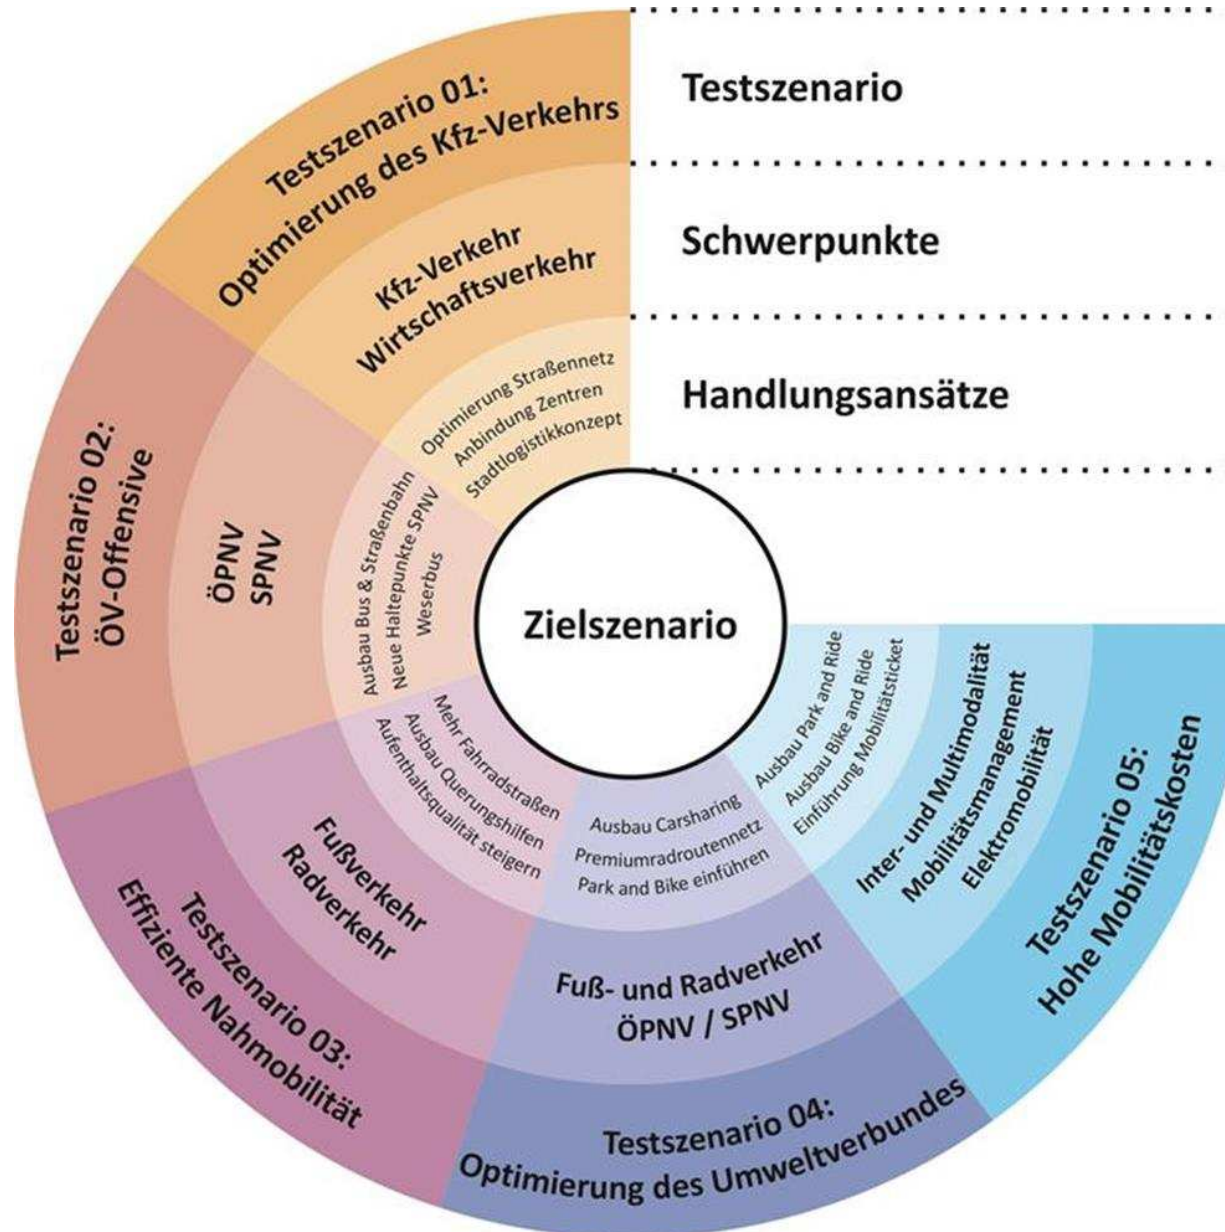 Testszenario
Schwerpunkte
Handlungsansätze
Testszenario 01:
Optimierung des Kfz-Verkehrs
Kfz-Verkehr
Wirtschaftsverkehr
Optimierung Straßennetz
Anbindung Zentren
Stadtlogistikkonzept
Testszenario 02:
ÖV-Offensive
ÖPNV
SPNV
Ausbau Bus & Straßenbahn
Neue Haltepunkte SPNV
Weserbus
Testszenario 03:
Effiziente Nahmobilität
Fußverkehr
Radverkehr
Mehr Fahrradstraßen
Ausbau Querungshilfen
Aufenthaltsqualität steigern
Testszenario 04:
Optimierung des Umweltverbundes
Fuß- und Radverkehr
ÖPNV / SPNV
Ausbau Carsharing
Premiumradroutennetz
Park and Bike einführen
Testszenario 05:
Hohe Mobilitätskosten
Inter- und Multimodalität
Mobilitätsmanagement
Elektromobilität
Ausbau Park and Ride
Ausbau Bike and Ride
Einführung Mobilitätsticket
Zielszenario